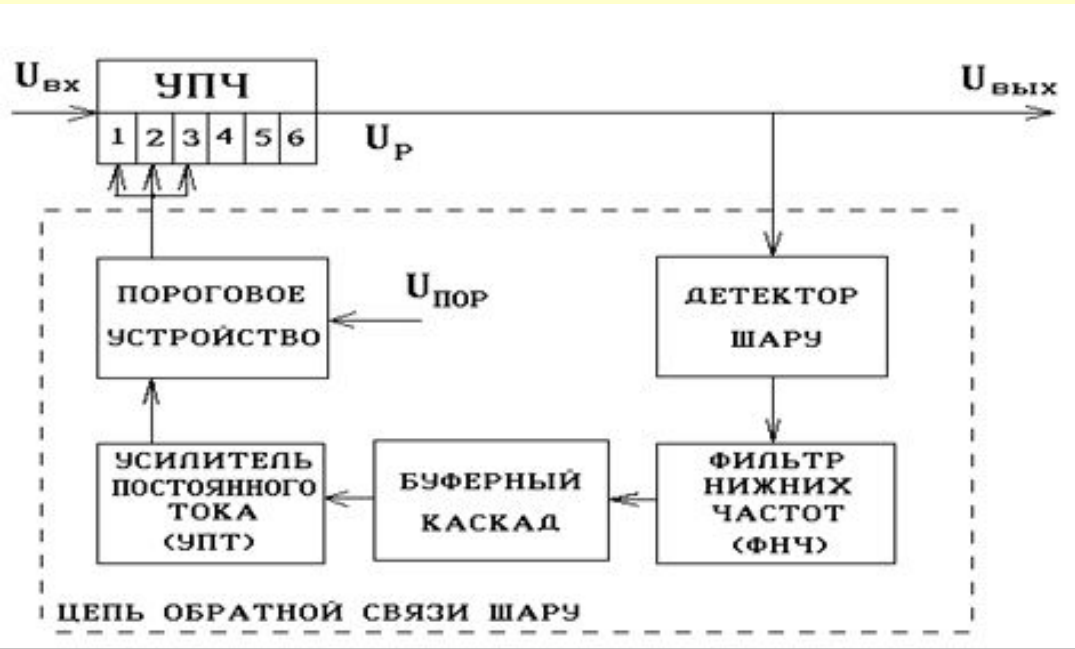 Uвх
УПЧ
Uвых
1 2 3 4 5 6
UР
ПОРОГОВОЕ
УСТРОЙСТВО
UПОР
ДЕТЕКТОР
ШАРУ
УСИЛИТЕЛЬ
ПОСТОЯННОГО
ТОКА
(УПТ)
БУФЕРНЫЙ
КАСКАД
ФИЛЬТР
НИЖНИХ
ЧАСТОТ
(ФНЧ)
ЦЕПЬ ОБРАТНОЙ СВЯЗИ ШАРУ